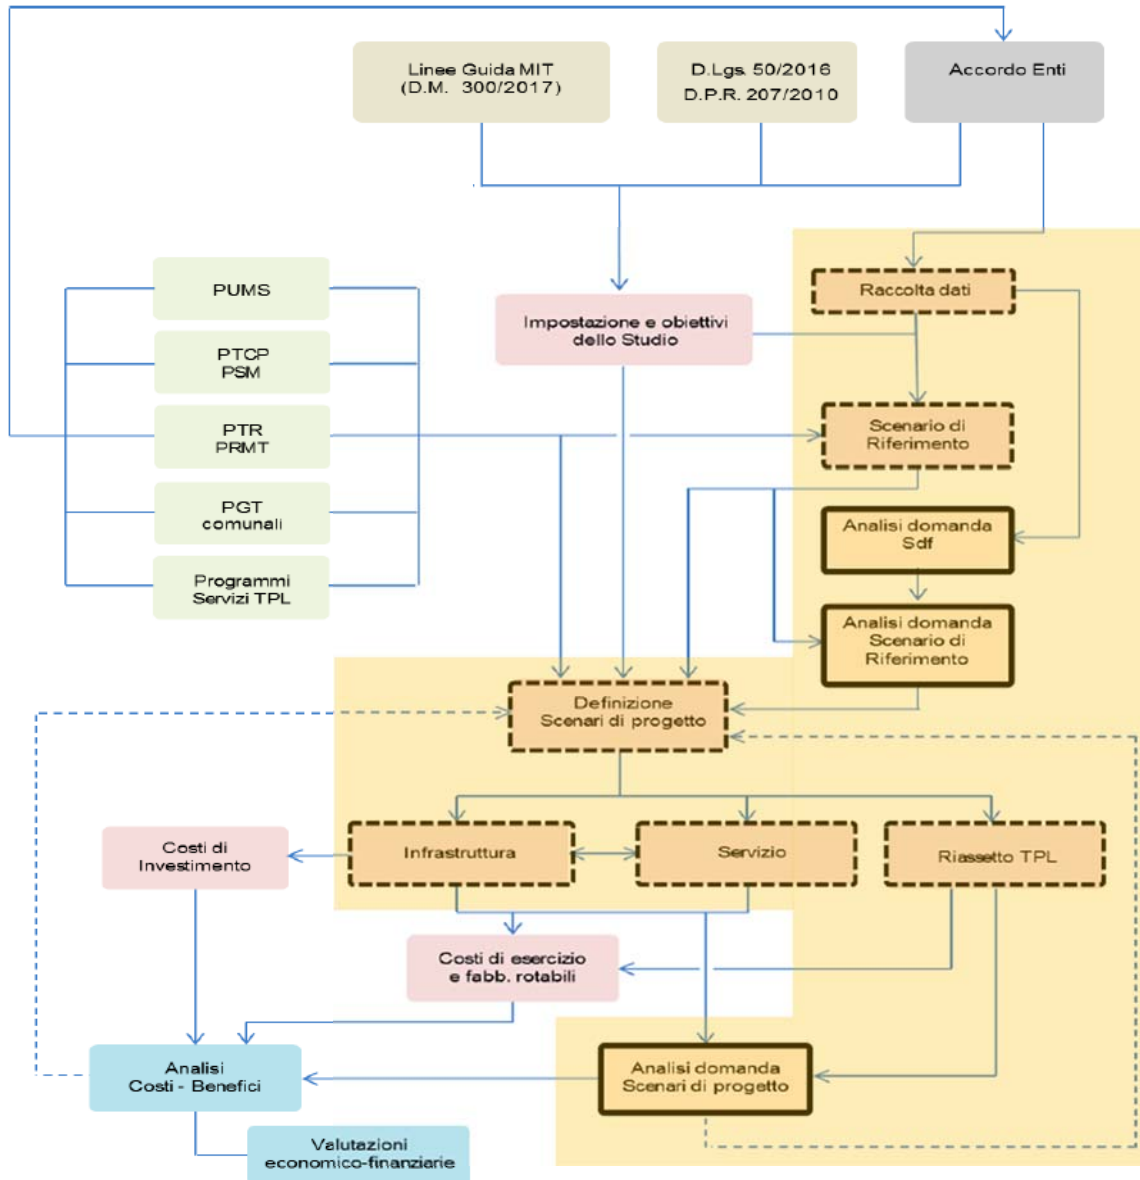 Linee Guida MIT
(D.M. 300/2017)
D.Lgs. 50/2016
D.P.R. 207/2010
Accordo Enti
PUMS
Raccolta dati
Impostazione e obiettivi
dello Studio
PTCP
PSM
PTR
PRMT
Scenario di
Riferimento
PGT
comunali
Analisi domanda
Sdf
Programmi
Servizi TPL
Analisi domanda
Scenario di
Riferimento
Definizione
Scenari di progetto
Costi di
Investimento
Infrastruttura
Servizio
Riassetto TPL
Costi di esercizio
e fabb. rotabili
Analisi
Costi - Benefici
Analisi domanda
Scenari di progetto
Valutazioni
economico-finanziarie